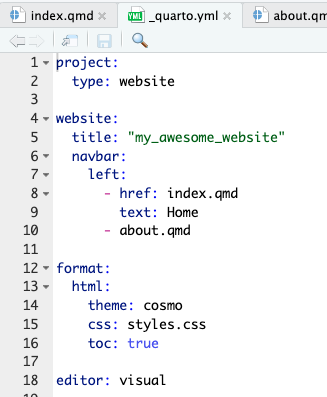 index.qmd × _quarto.yml × about.qm
1 project:
2   type: website
3
4 website:
5   title: "my_awesome_website"
6   navbar:
7     left:
8       - href: index.qmd
9         text: Home
10       - about.qmd
11
12 format:
13   html:
14     theme: cosmo
15     css: styles.css
16     toc: true
17
18 editor: visual